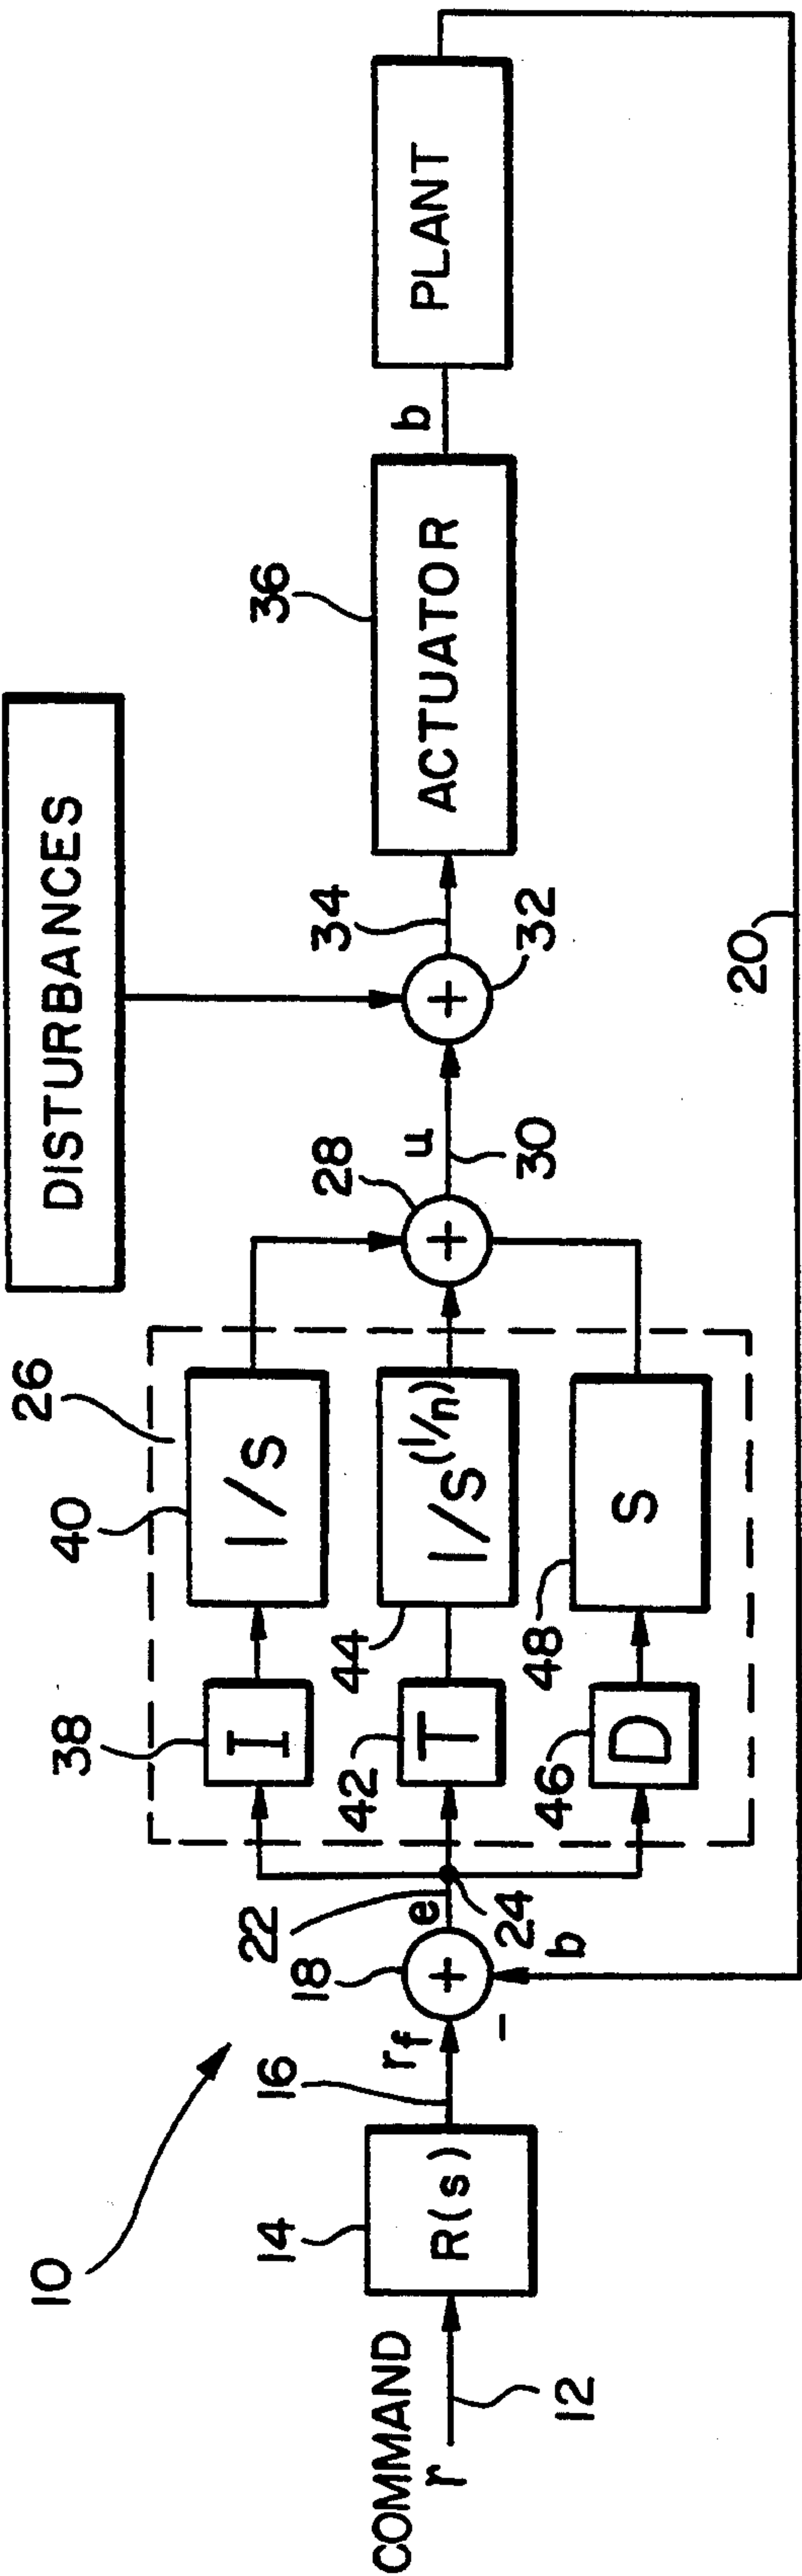 DISTURBANCES
10
COMMAND
r
12
14
R(s)
16
rf
18
−
+
b
20
22
e
24
26
38
I
40
1/S
42
T
44
1/S(1/n)
46
D
48
S
28
+
u
30
32
+
34
36
ACTUATOR
b
PLANT